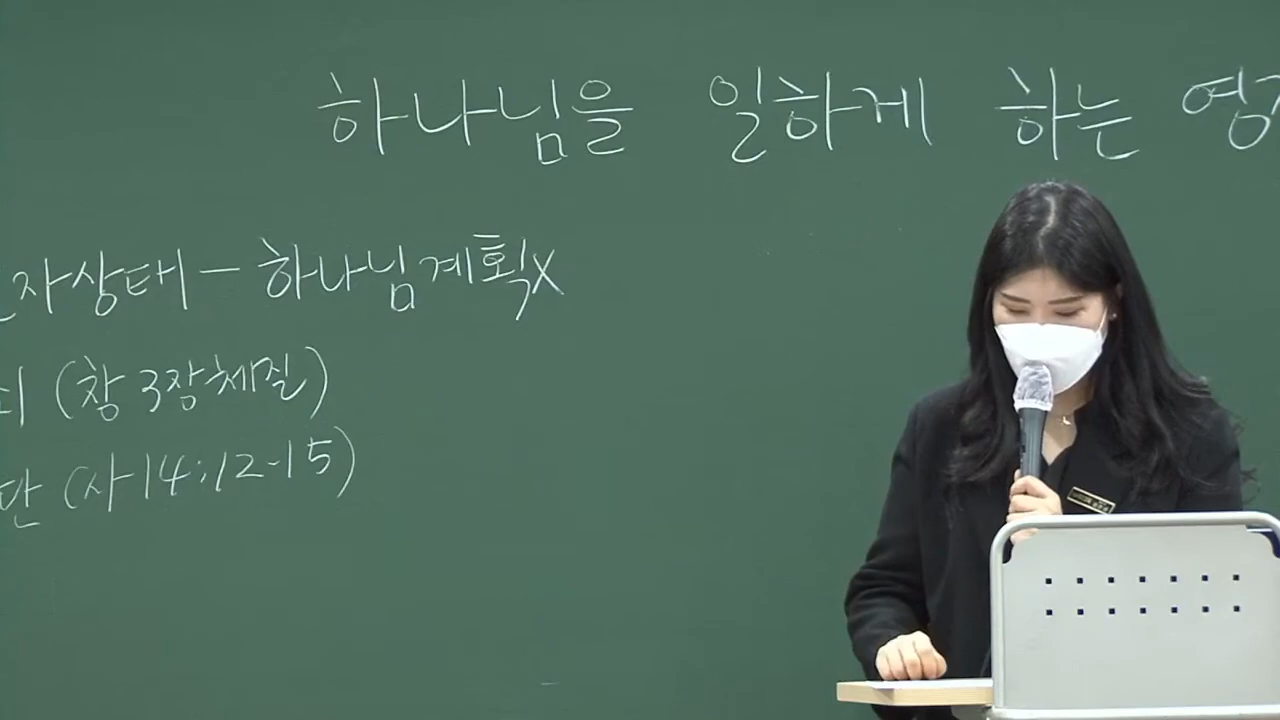 하나님을 일하게 하는
자상태 - 하나님계획X
(창3장체질)
단 (사14:12-15)